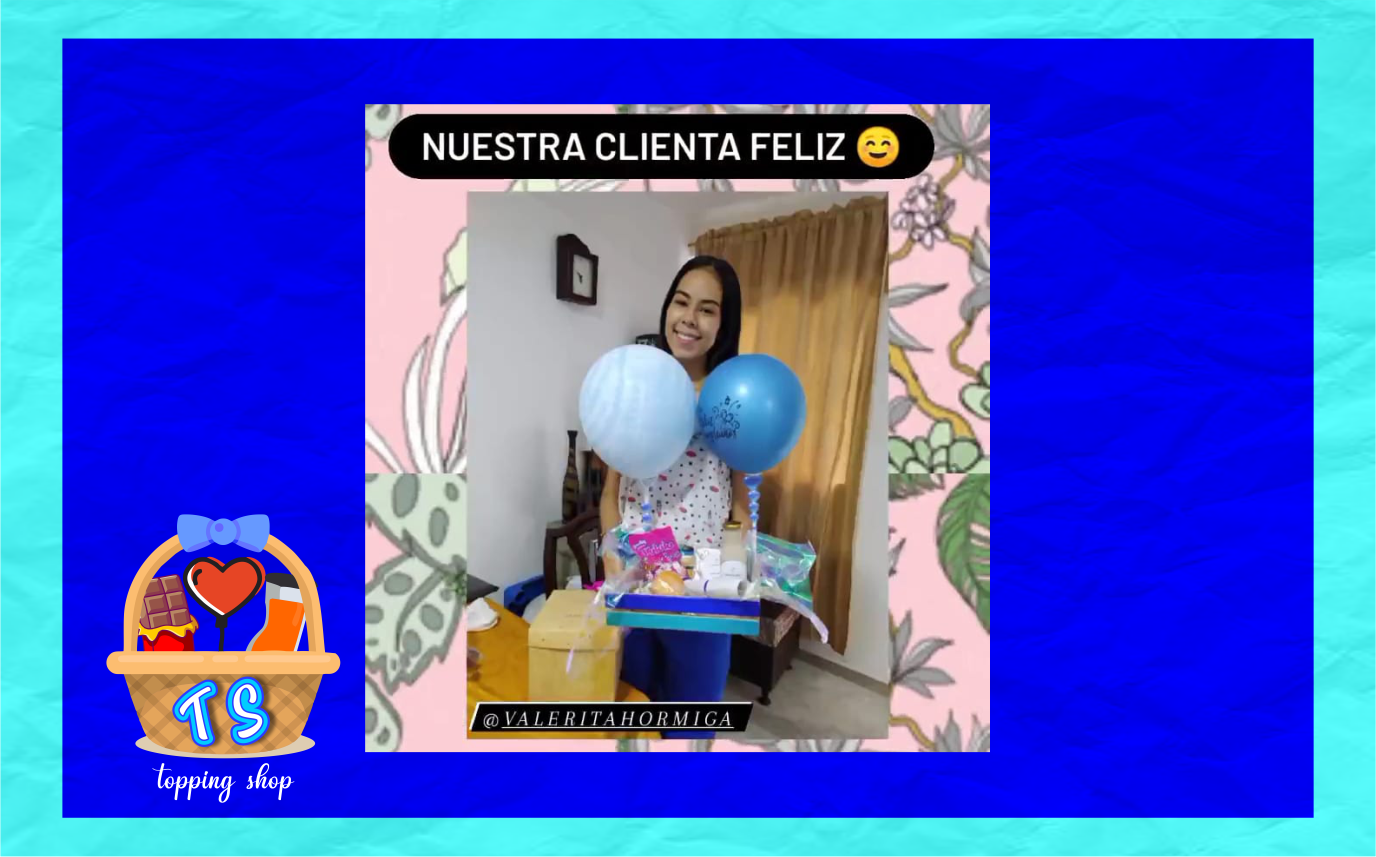 NUESTRA CLIENTA FELIZ ☺️
@VALERITAHORMIGA
TS
topping shop